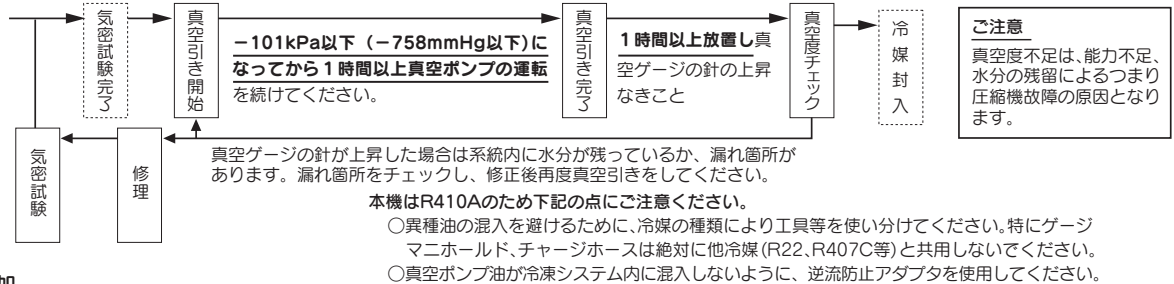 気密試験完了
真空引き開始
－101kPa以下（－758mmHg以下）に
なってから１時間以上真空ポンプの運転
を続けてください。
真空引き完了
１時間以上放置し真
空ゲージの針の上昇
なきこと
真空度チェック
冷媒封入
ご注意
真空度不足は、能力不足、
水分の残留によるつまり
圧縮機故障の原因となり
ます。
気密試験
修理
真空ゲージの針が上昇した場合は系統内に水分が残っているか、漏れ箇所が
あります。漏れ箇所をチェックし、修正後再度真空引きをしてください。
本機はR410Aのため下記の点にご注意ください。
○異種油の混入を避けるために、冷媒の種類により工具等を使い分けてください。特にゲージ
マニホールド、チャージホースは絶対に他冷媒（R22、R407C等）と共用しないでください。
○真空ポンプ油が冷凍システム内に混入しないように、逆流防止アダプタを使用してください。